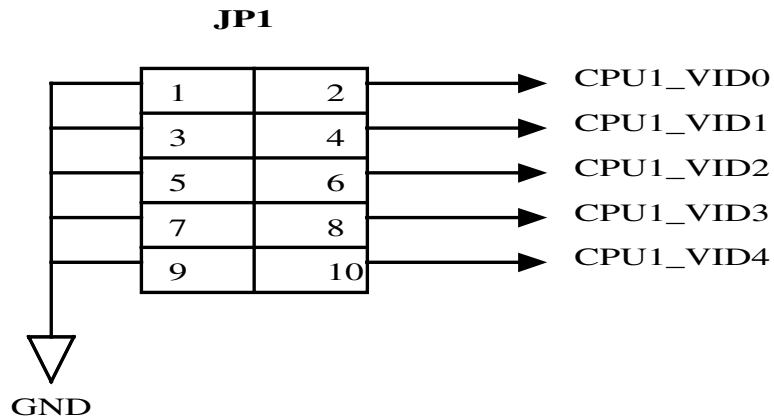 JP1
1 2 CPU1_VID0
3 4 CPU1_VID1
5 6 CPU1_VID2
7 8 CPU1_VID3
9 10 CPU1_VID4
GND